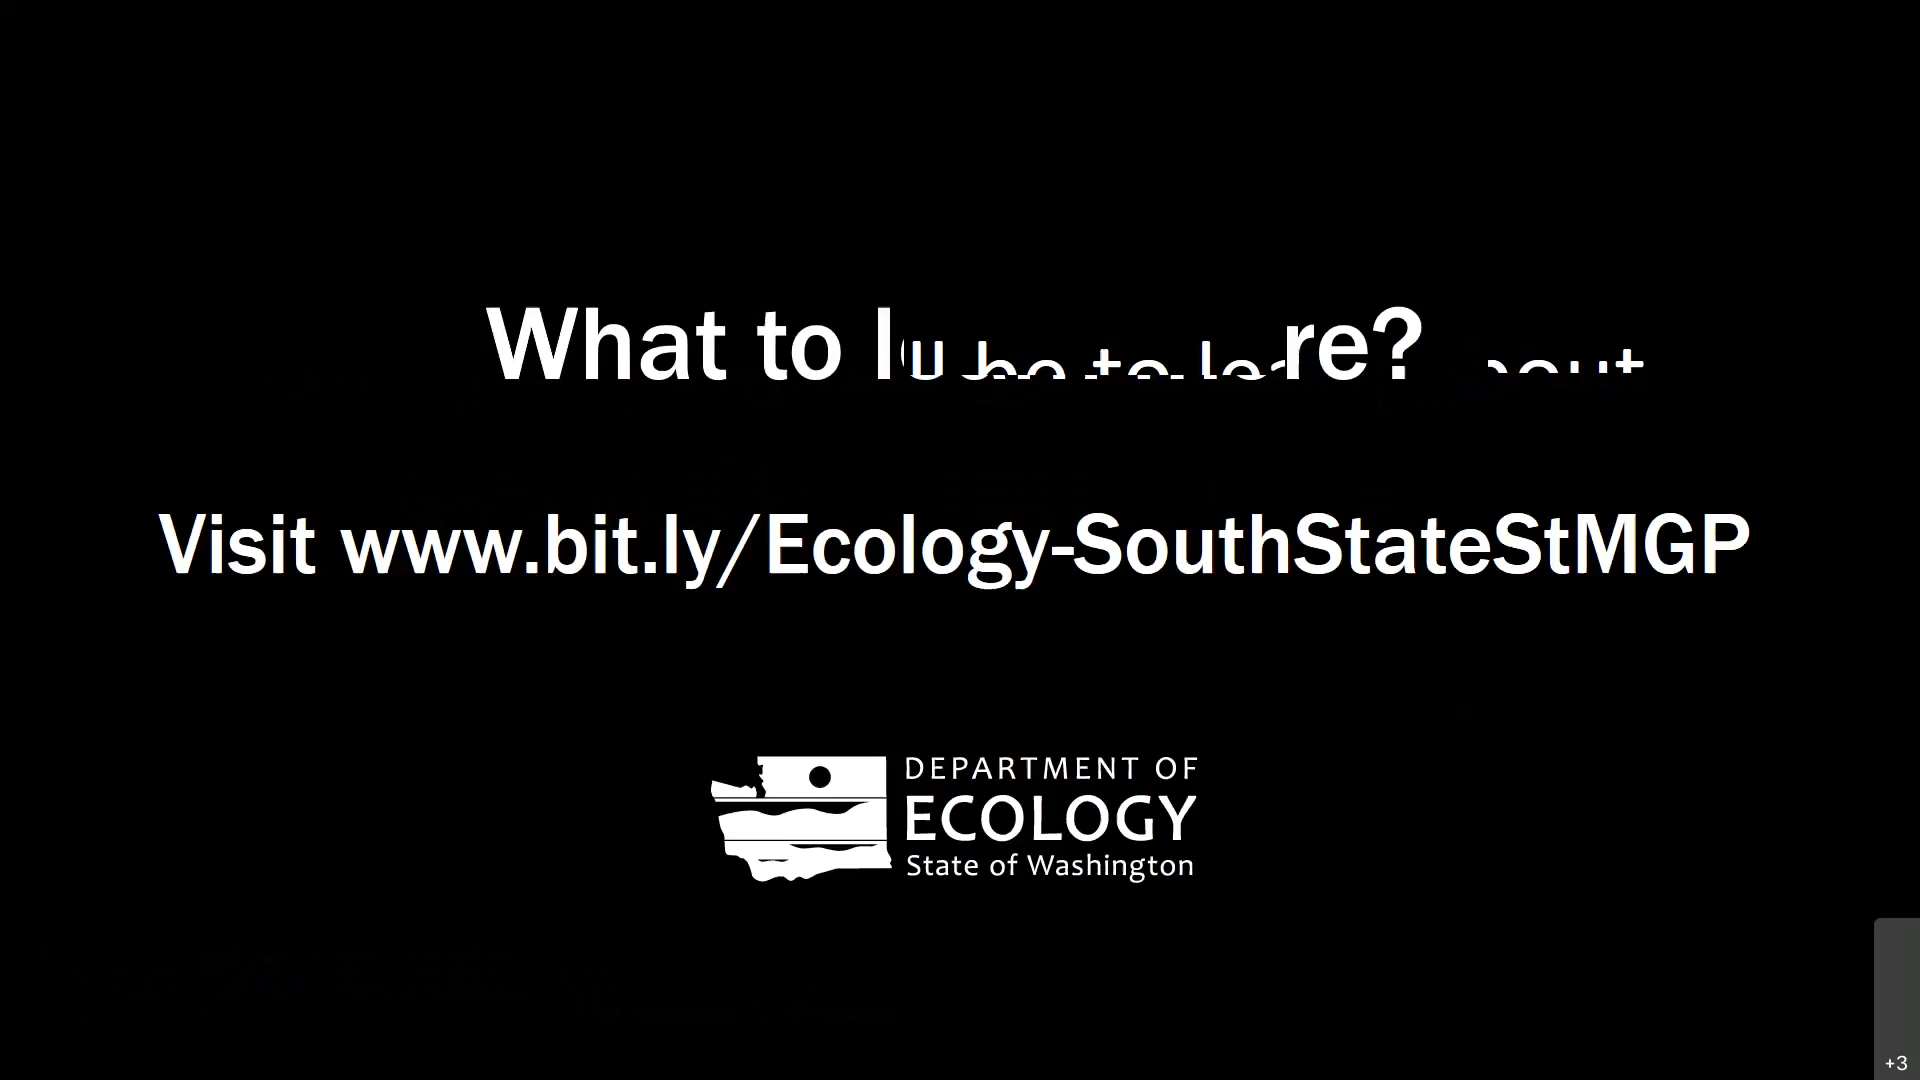 What to re?
Visit www.bit.ly/Ecology-SouthStateStMGP
DEPARTMENT OF
ECOLOGY
State of Washington
+3